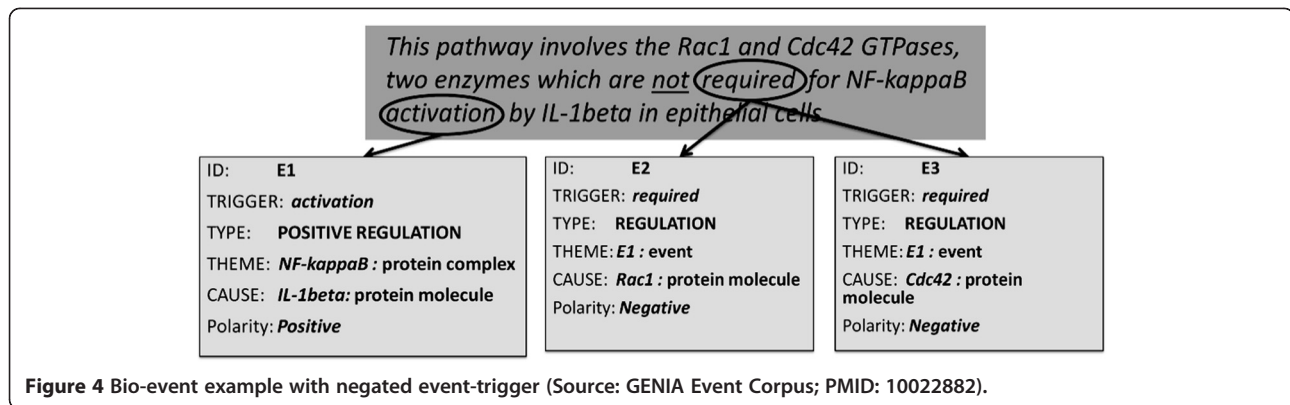 This pathway involves the Rac1 and Cdc42 GTPases,
two enzymes which are not required for NF-kappaB
activation by IL-1beta in epithelial cells
ID: E1
TRIGGER: activation
TYPE: POSITIVE REGULATION
THEME: NF-kappaB : protein complex
CAUSE: IL-1beta: protein molecule
Polarity: Positive
ID: E2
TRIGGER: required
TYPE: REGULATION
THEME: E1 : event
CAUSE: Rac1 : protein molecule
Polarity: Negative
ID: E3
TRIGGER: required
TYPE: REGULATION
THEME: E1 : event
CAUSE: Cdc42 : protein
molecule
Polarity: Negative
Figure 4 Bio-event example with negated event-trigger (Source: GENIA Event Corpus; PMID: 10022882).